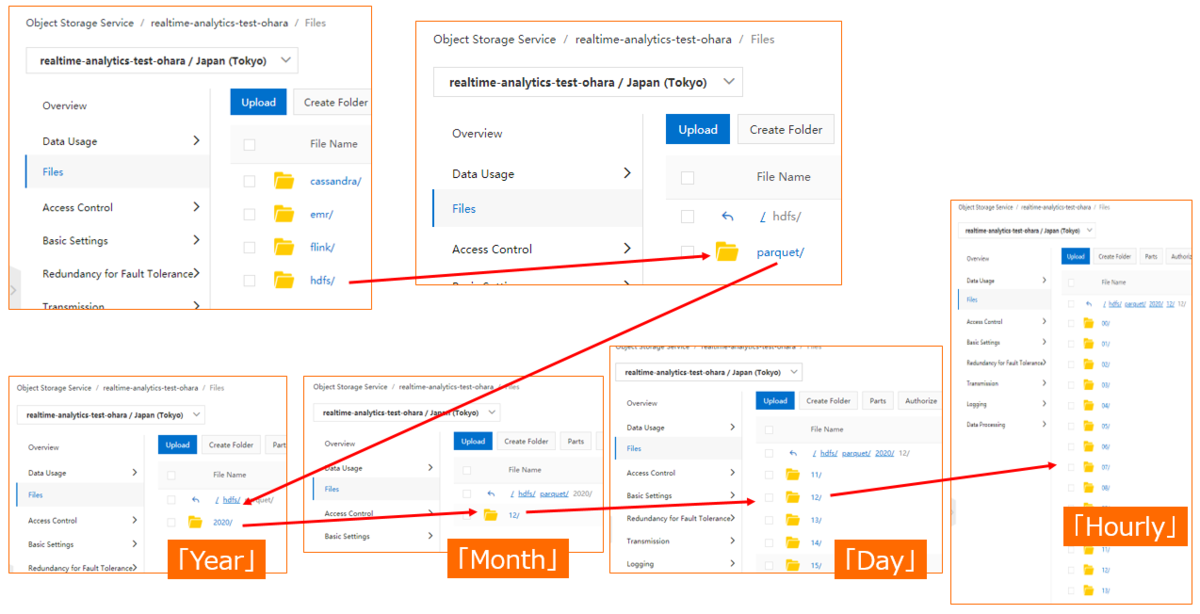 Object Storage Service / realtime-analytics-test-ohara / Files
realtime-analytics-test-ohara / Japan (Tokyo)
Overview
Data Usage
Files
Access Control
Basic Settings
Redundancy for Fault Tolerance
Transmission
Upload
Create Folder
File Name
cassandra/
emr/
flink/
hdfs/
Object Storage Service / realtime-analytics-test-ohara / Files
realtime-analytics-test-ohara / Japan (Tokyo)
Overview
Data Usage
Files
Access Control
Upload
Create Folder
File Name
/ hdfs/
parquet/
Object Storage Service / realtime-analytics-test-ohara / Files
realtime-analytics-test-ohara / Japan (Tokyo)
Overview
Data Usage
Files
Access Control
Basic Settings
Redundancy for Fault Tolerance
Upload
Create Folder
Part
File Name
/ hdfs/ parquet/
2020/
「Year」
Object Storage Service / realtime-analytics-test-ohara / Files
realtime-analytics-test-ohara / Japan (Tokyo)
Overview
Data Usage
Files
Access Control
Basic Settings
Upload
Create Folder
Parts
File Name
/ hdfs/ parquet/ 2020/
12/
「Month」
Object Storage Service / realtime-analytics-test-ohara / Files
realtime-analytics-test-ohara / Japan (Tokyo)
Overview
Data Usage
Files
Access Control
Basic Settings
Redundancy for Fault Tolerance
Transmission
Logging
Upload
Create Folder
Parts
Authorize
File Name
/ hdfs/ parquet/ 2020/ 12/
11/
12/
13/
14/
15/
「Day」
Object Storage Service / realtime-analytics-test-ohara / Files
realtime-analytics-test-ohara / Japan (Tokyo)
Overview
Data Usage
Files
Access Control
Basic Settings
Redundancy for Fault Tolerance
Transmission
Logging
Data Processing
Upload
Create Folder
Parts
Authoriz
File Name
/ hdfs/ parquet/ 2020/ 12/ 12/
00/
01/
02/
03/
04/
05/
06/
07/
08/
11/
12/
13/
「Hourly」